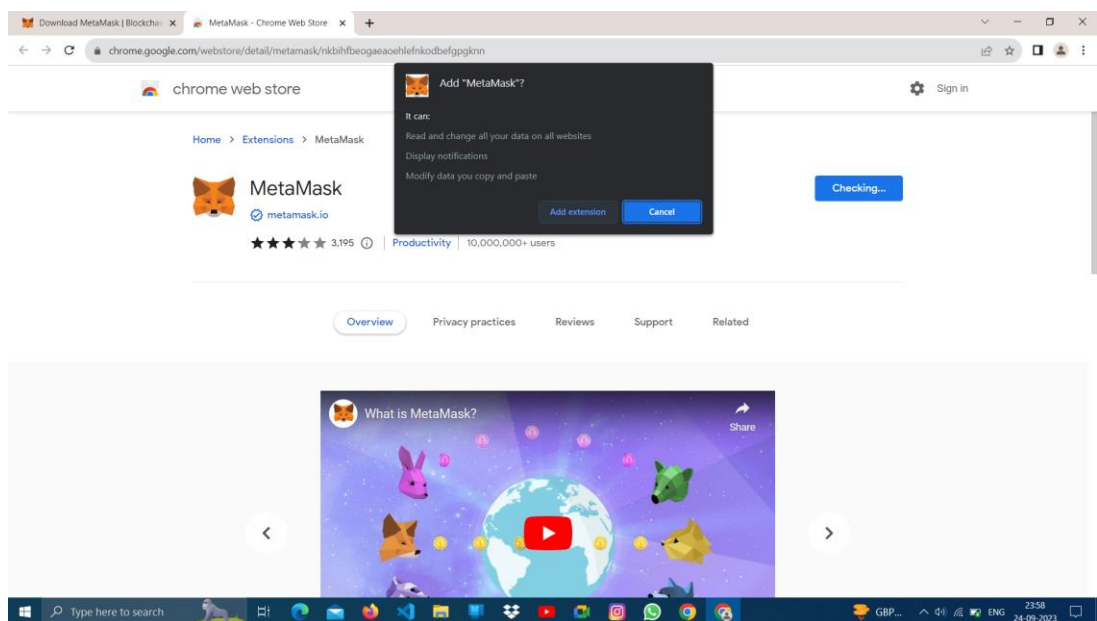 Download MetaMask | Blockchai
MetaMask - Chrome Web Store
chrome.google.com/webstore/detail/metamask/nkbihfbeogaeaoehlefnkodbefgpgknn
chrome web store
Sign in
Add "MetaMask"?
It can:
Read and change all your data on all websites
Display notifications
Modify data you copy and paste
Add extension
Cancel
Home > Extensions > MetaMask
MetaMask
Checking...
metamask.io
3,195
Productivity
10,000,000+ users
Overview
Privacy practices
Reviews
Support
Related
What is MetaMask?
Share
Type here to search
GBP...
ENG
23:58
24-09-2023